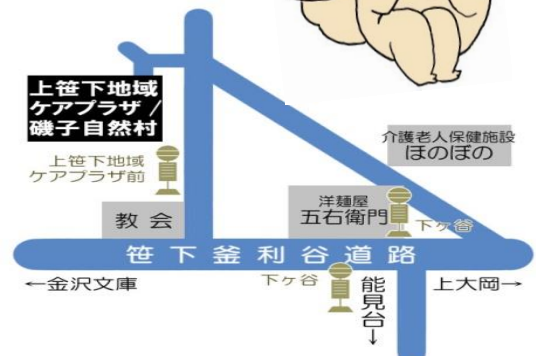 上笹下地域
ケアプラザ /
磯子自然村
上笹下地域
ケアプラザ前
介護老人保健施設
ほのぼの
教会
洋麺屋
五右衛門
下ヶ谷
笹下釜利谷道路
←金沢文庫
下ヶ谷
能見台→
上大岡→